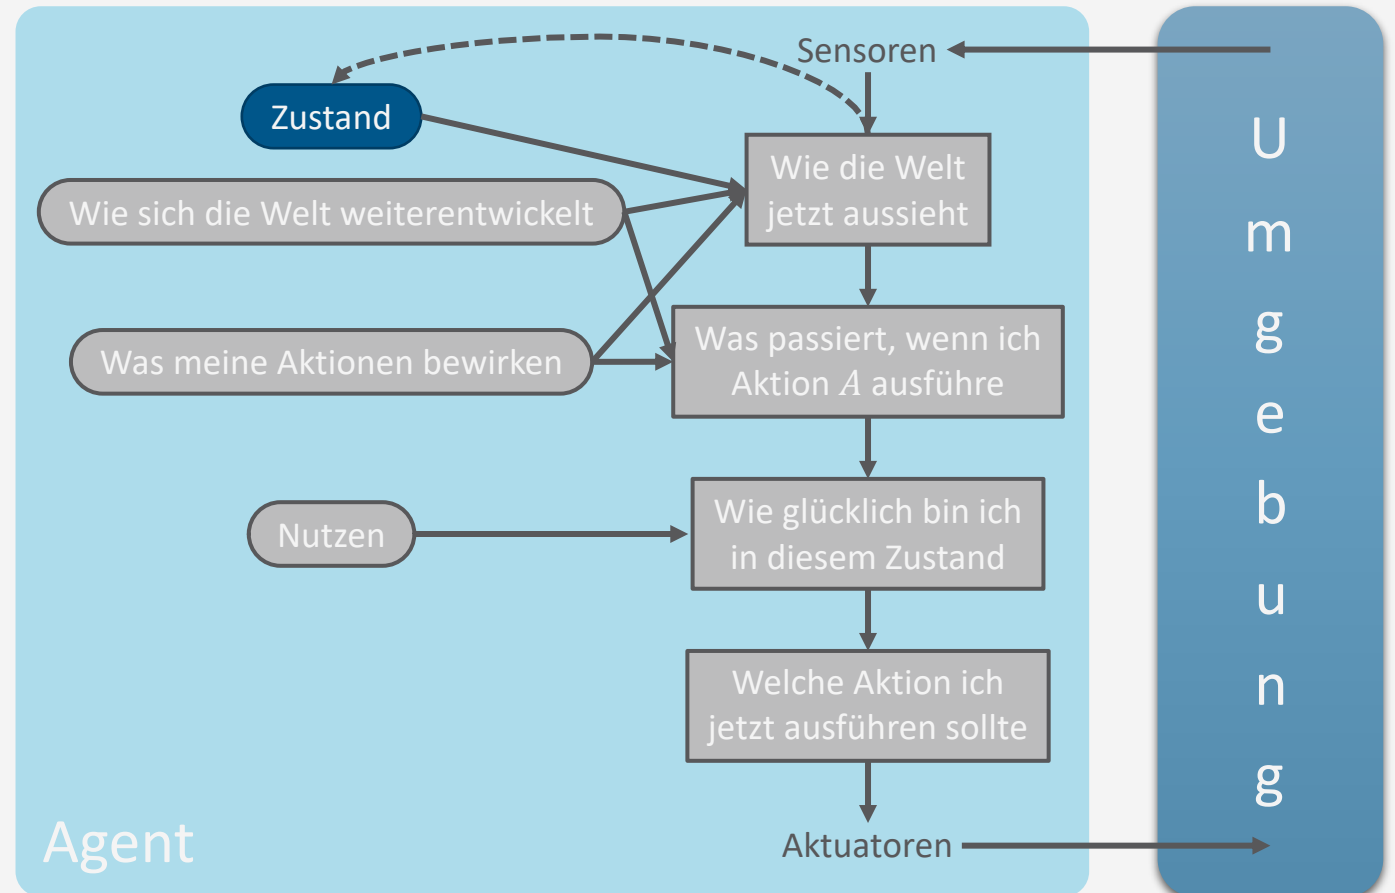 Sensoren
Zustand
Wie die Welt
jetzt aussieht
Wie sich die Welt weiterentwickelt
Was meine Aktionen bewirken
Was passiert, wenn ich
Aktion A ausführe
Nutzen
Wie glücklich bin ich
in diesem Zustand
Welche Aktion ich
jetzt ausführen sollte
Agent
Aktuatoren
U
m
g
e
b
u
n
g